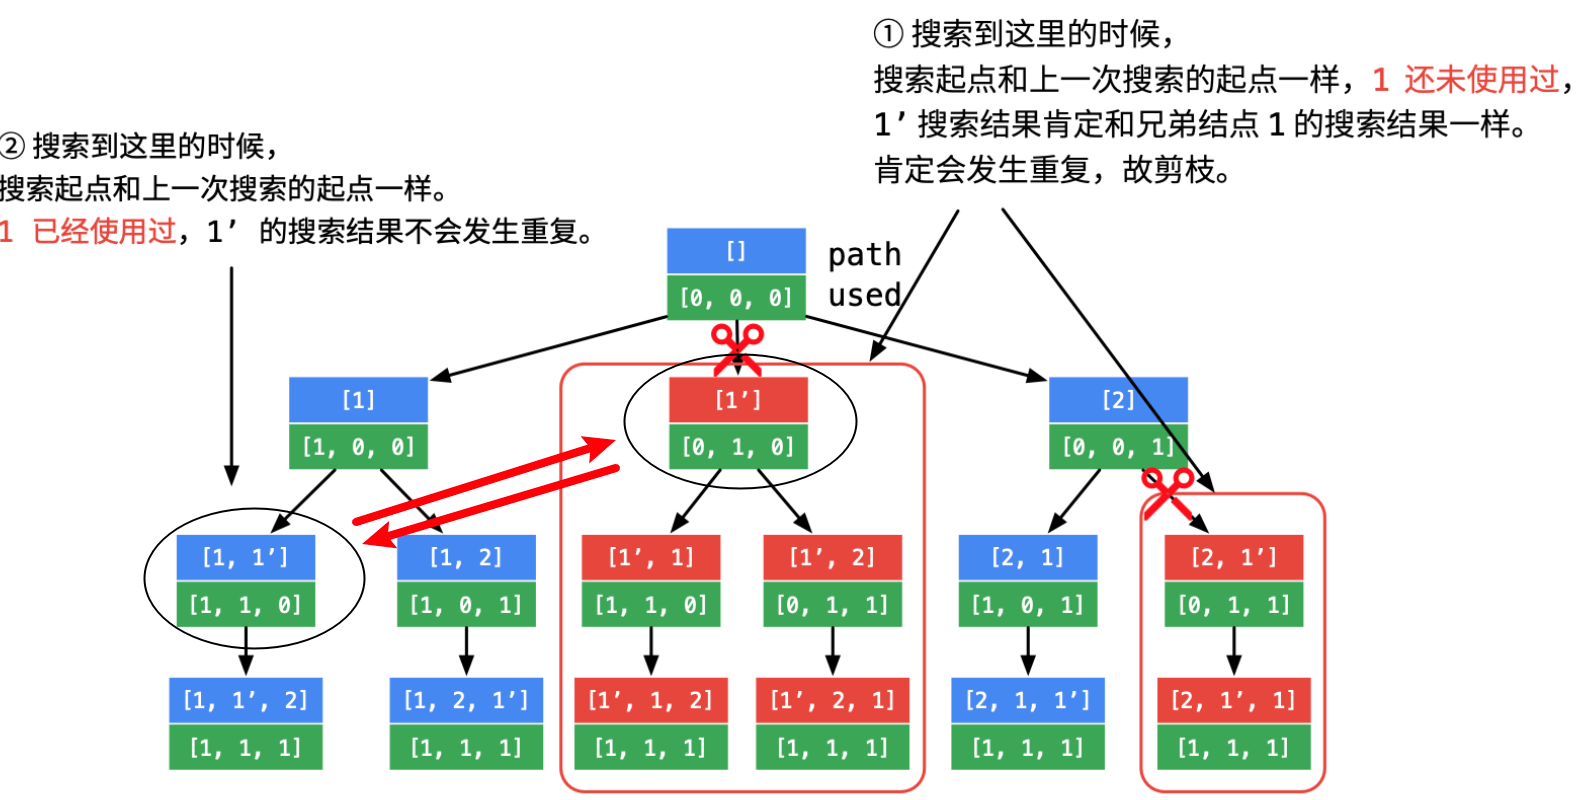 ① 搜索到这里的时候，
搜索起点和上一次搜索的起点一样，1 还未使用过，
1’ 搜索结果肯定和兄弟结点 1 的搜索结果一样。
肯定会发生重复，故剪枝。
② 搜索到这里的时候，
搜索起点和上一次搜索的起点一样。
1 已经使用过，1’ 的搜索结果不会发生重复。
[]
path
[0, 0, 0]
used
[1]
[1, 0, 0]
[1’]
[0, 1, 0]
[2]
[0, 0, 1]
[1, 1’]
[1, 1, 0]
[1, 2]
[1, 0, 1]
[1’, 1]
[1, 1, 0]
[1’, 2]
[0, 1, 1]
[2, 1]
[1, 0, 1]
[2, 1’]
[0, 1, 1]
[1, 1’, 2]
[1, 1, 1]
[1, 2, 1’]
[1, 1, 1]
[1’, 1, 2]
[1, 1, 1]
[1’, 2, 1]
[1, 1, 1]
[2, 1, 1’]
[1, 1, 1]
[2, 1’, 1]
[1, 1, 1]